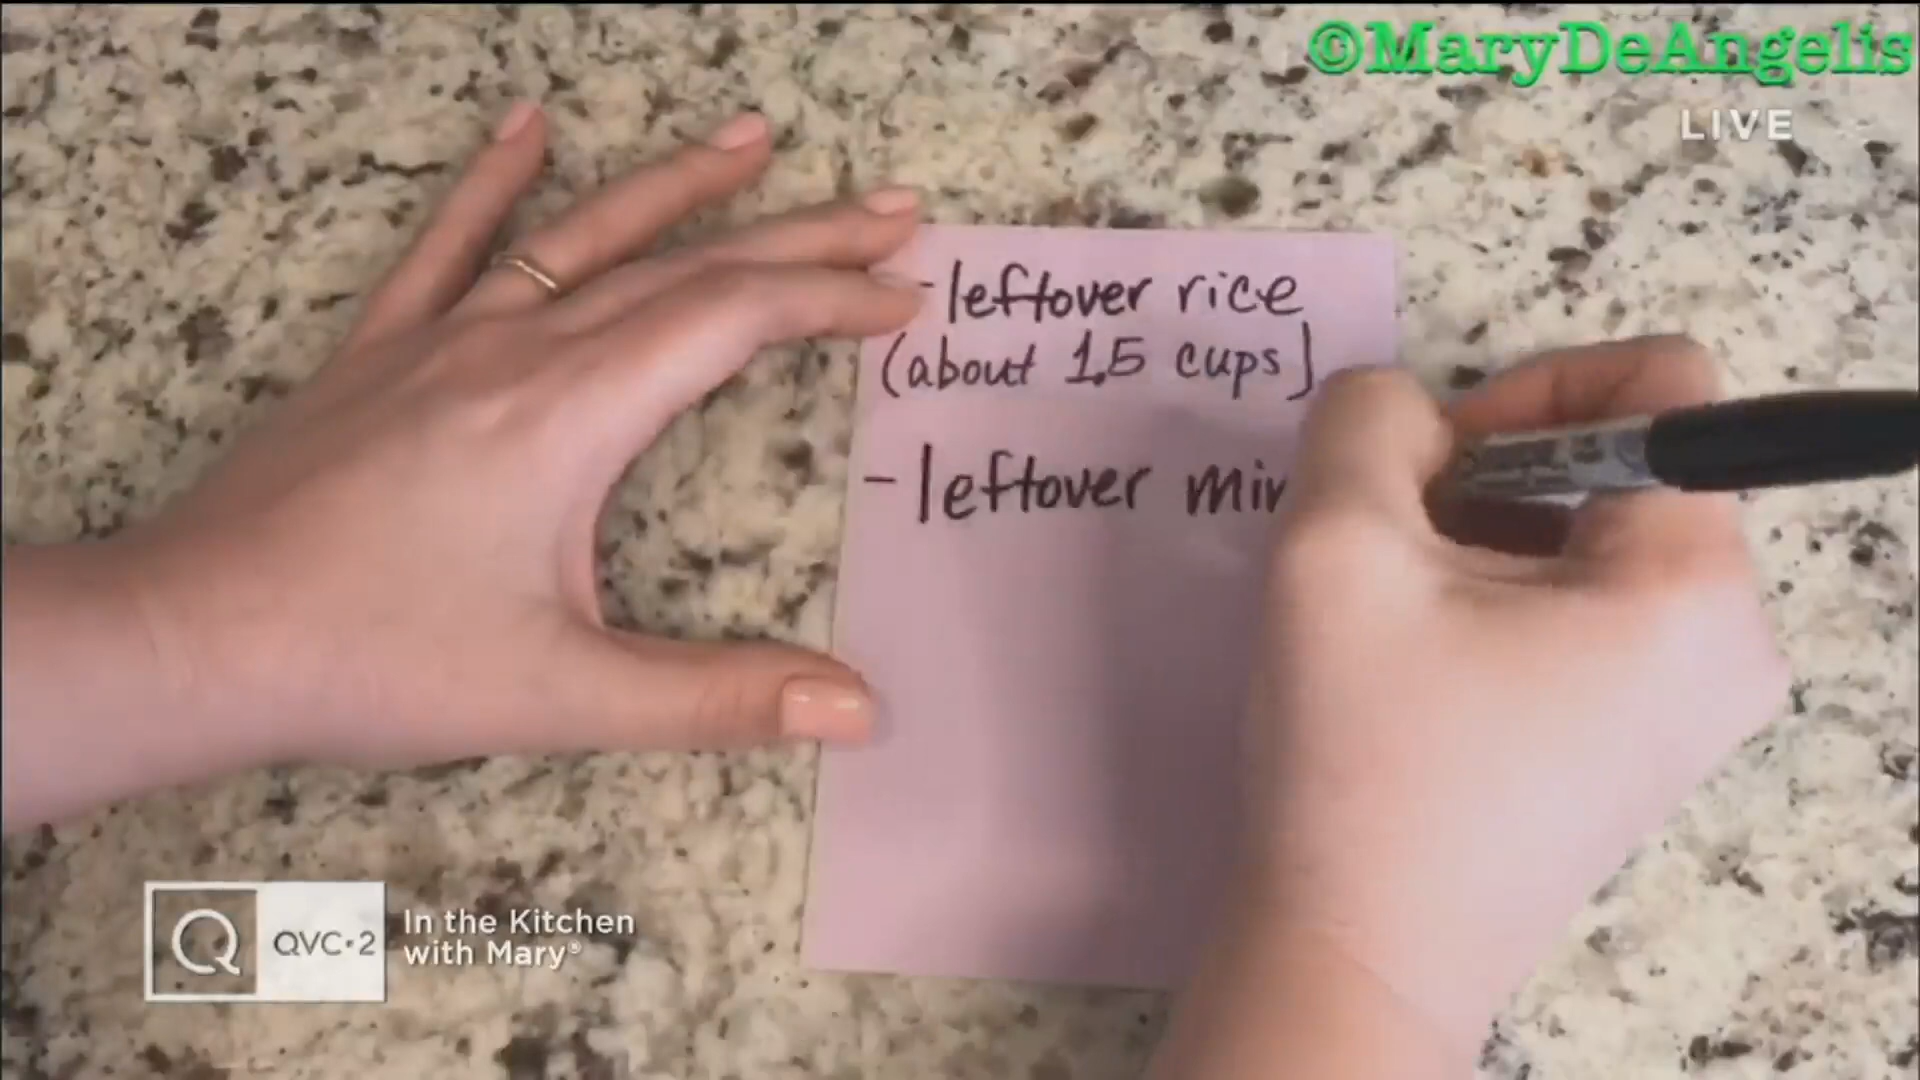 ©MaryDeAngelis
LIVE
-leftover rice
(about 1.5 cups)
-leftover
Q QVC•2
In the Kitchen
with Mary®